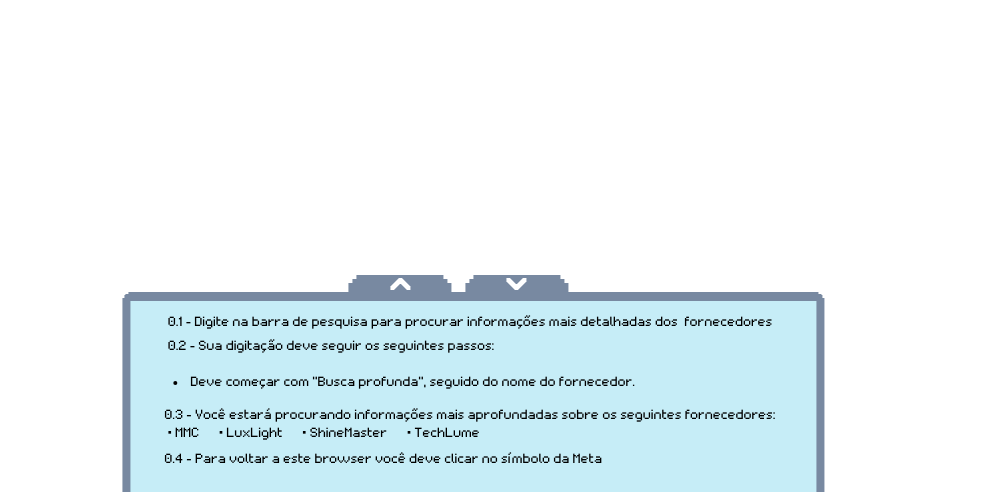 0.1 - Digite na barra de pesquisa para procurar informações mais detalhadas dos  fornecedores
0.2 - Sua digitação deve seguir os seguintes passos:
• Deve começar com "Busca profunda", seguido do nome do fornecedor.
0.3 - Você estará procurando informações mais aprofundadas sobre os seguintes fornecedores:
• MMC • LuxLight • ShineMaster • TechLume
0.4 - Para voltar a este browser você deve clicar no símbolo da Meta